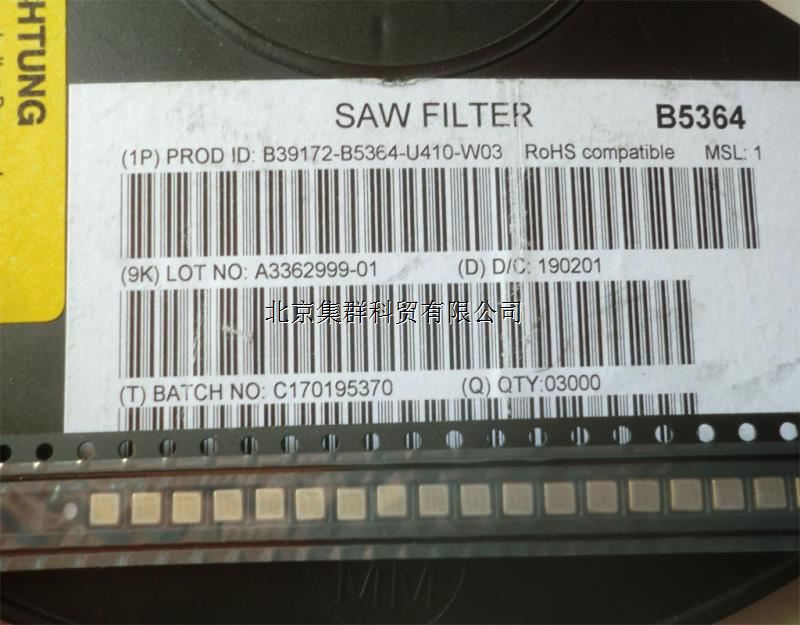 HTUNG
SAW FILTER
B5364
(1P) PROD ID: B39172-B5364-U410-W03 RoHS compatible MSL: 1
(9K) LOT NO: A3362999-01 (D) D/C: 190201
北京集群科贸有限公司
(T) BATCH NO: C170195370 (Q) QTY:03000
MM